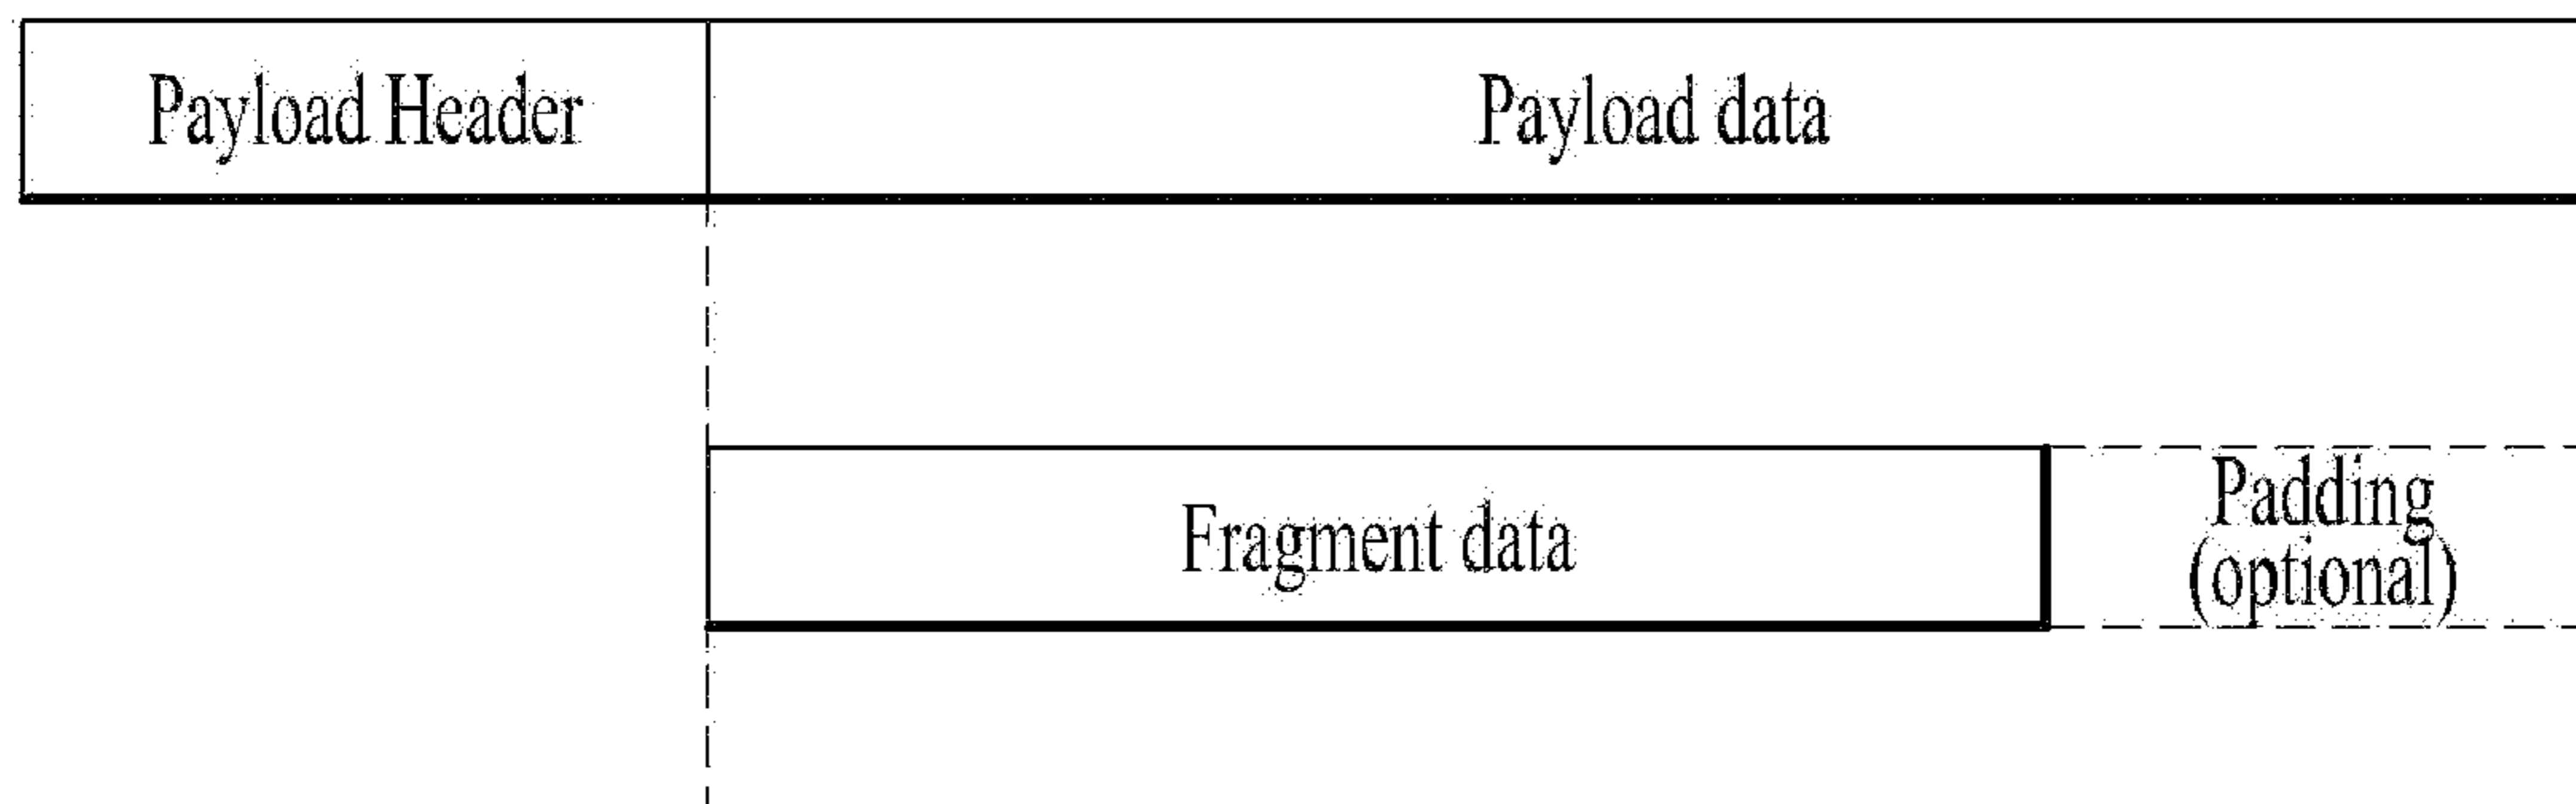 Payload Header Payload data
Fragment data
Padding
(optional)